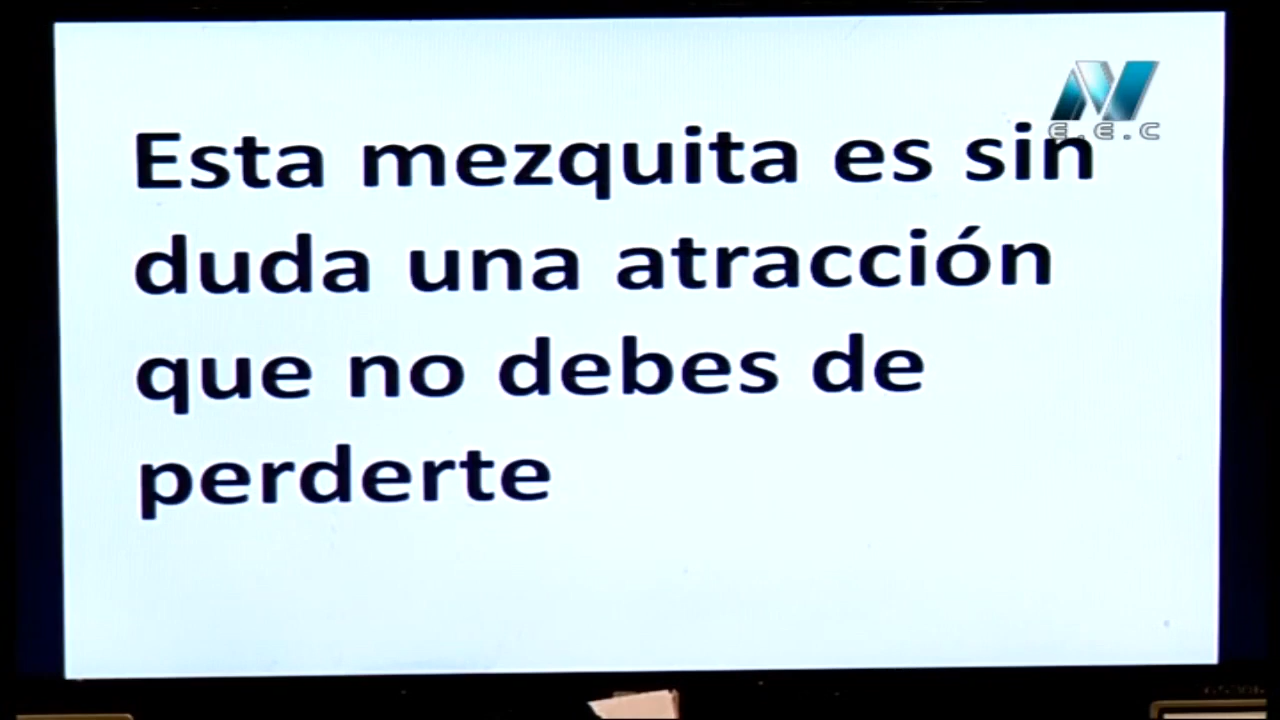 E.E.C
Esta mezquita es sin
duda una atracción
que no debes de
perderte